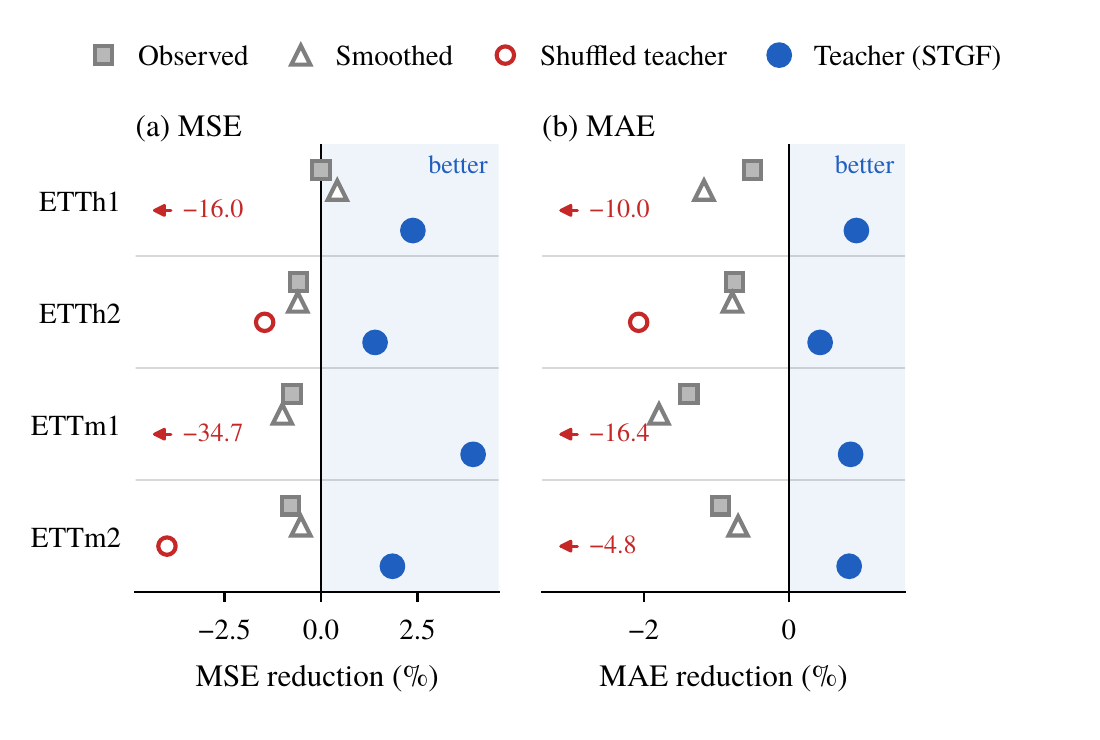 Observed Smoothed Shuffled teacher Teacher (STGF)
(a) MSE (b) MAE
better better
ETTh1 −16.0 −10.0
ETTh2
ETTm1 −34.7 −16.4
ETTm2 −4.8
−2.5 0.0 2.5 −2 0
MSE reduction (%) MAE reduction (%)